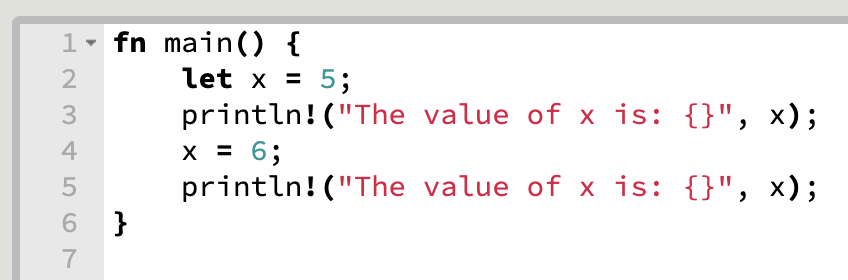 1 fn main() {
2     let x = 5;
3     println!("The value of x is: {}", x);
4     x = 6;
5     println!("The value of x is: {}", x);
6 }
7